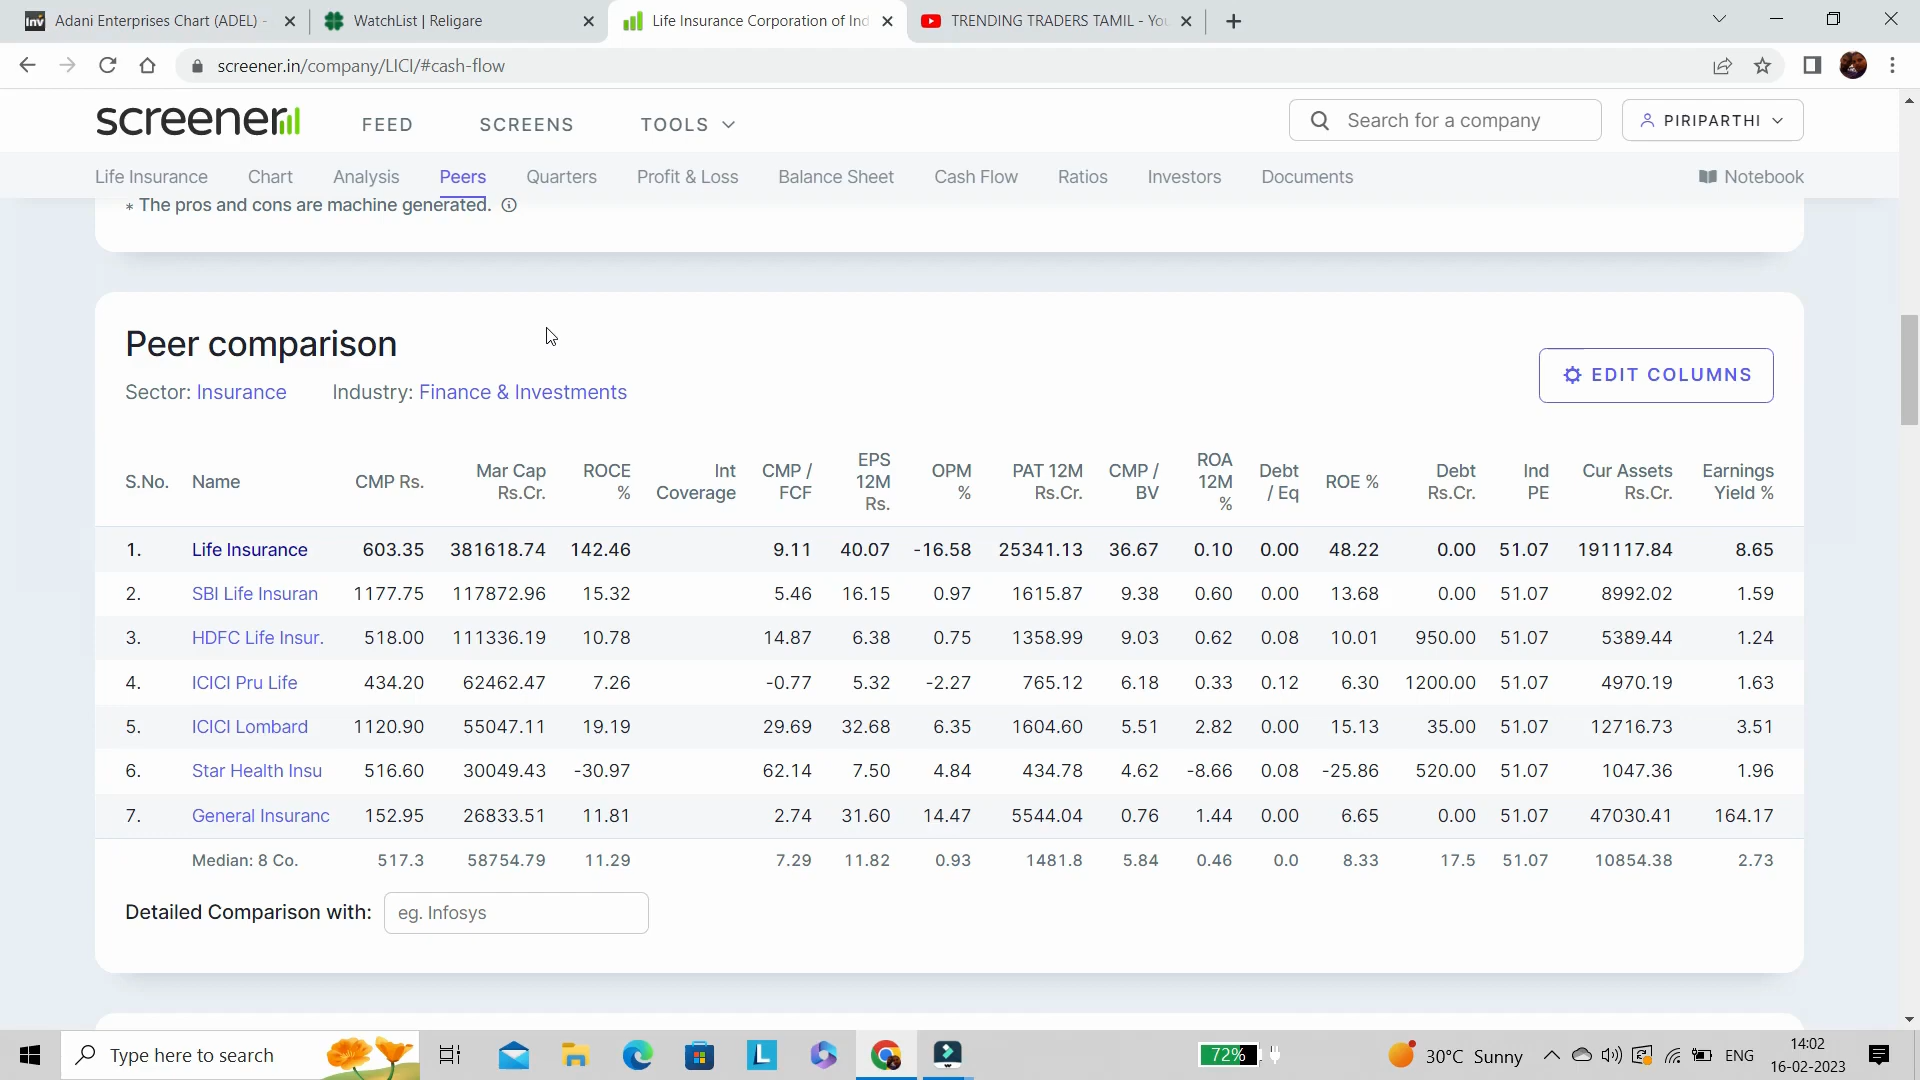 Adani Enterprises Chart (ADEL) -
WatchList | Religare
Life Insurance Corporation of Ind
TRENDING TRADERS TAMIL - You
screener.in/company/LICI/#cash-flow
screener
FEED
SCREENS
TOOLS
Search for a company
PIRIPARTHI
Life Insurance Chart Analysis Peers Quarters Profit & Loss Balance Sheet Cash Flow Ratios Investors Documents Notebook
* The pros and cons are machine generated.
Peer comparison
Sector: Insurance Industry: Finance & Investments
EDIT COLUMNS
S.No. Name CMP Rs. Mar Cap Rs.Cr. ROCE % Int Coverage CMP / FCF EPS 12M Rs. OPM % PAT 12M Rs.Cr. CMP / BV ROA 12M % Debt / Eq ROE % Debt Rs.Cr. Ind PE Cur Assets Rs.Cr. Earnings Yield %
1. Life Insurance 603.35 381618.74 142.46 9.11 40.07 -16.58 25341.13 36.67 0.10 0.00 48.22 0.00 51.07 191117.84 8.65
2. SBI Life Insuran 1177.75 117872.96 15.32 5.46 16.15 0.97 1615.87 9.38 0.60 0.00 13.68 0.00 51.07 8992.02 1.59
3. HDFC Life Insur. 518.00 111336.19 10.78 14.87 6.38 0.75 1358.99 9.03 0.62 0.08 10.01 950.00 51.07 5389.44 1.24
4. ICICI Pru Life 434.20 62462.47 7.26 -0.77 5.32 -2.27 765.12 6.18 0.33 0.12 6.30 1200.00 51.07 4970.19 1.63
5. ICICI Lombard 1120.90 55047.11 19.19 29.69 32.68 6.35 1604.60 5.51 2.82 0.00 15.13 35.00 51.07 12716.73 3.51
6. Star Health Insu 516.60 30049.43 -30.97 62.14 7.50 4.84 434.78 4.62 -8.66 0.08 -25.86 520.00 51.07 1047.36 1.96
7. General Insuranc 152.95 26833.51 11.81 2.74 31.60 14.47 5544.04 0.76 1.44 0.00 6.65 0.00 51.07 47030.41 164.17
Median: 8 Co. 517.3 58754.79 11.29 7.29 11.82 0.93 1481.8 5.84 0.46 0.0 8.33 17.5 51.07 10854.38 2.73
Detailed Comparison with: eg. Infosys
Type here to search
72%
30°C Sunny
ENG
14:02
16-02-2023